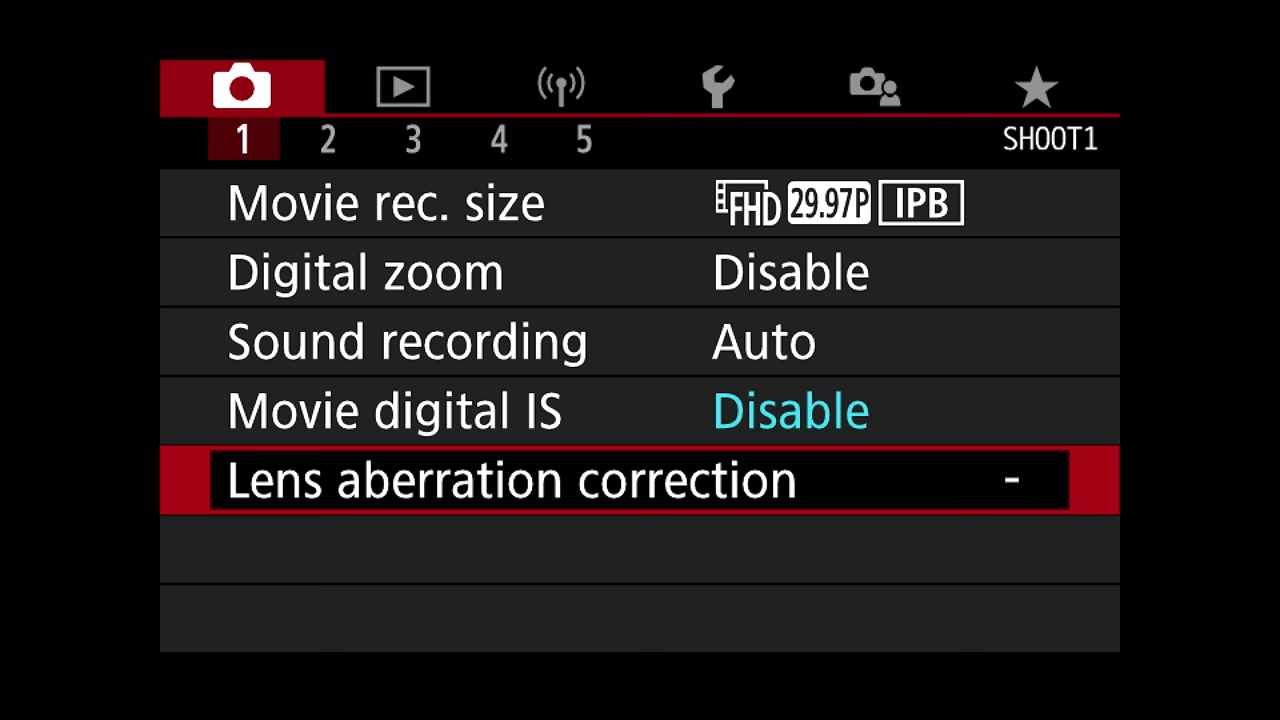 1 2 3 4 5 SHOOT1
Movie rec. size FHD 29.97P IPB
Digital zoom Disable
Sound recording Auto
Movie digital IS Disable
Lens aberration correction -